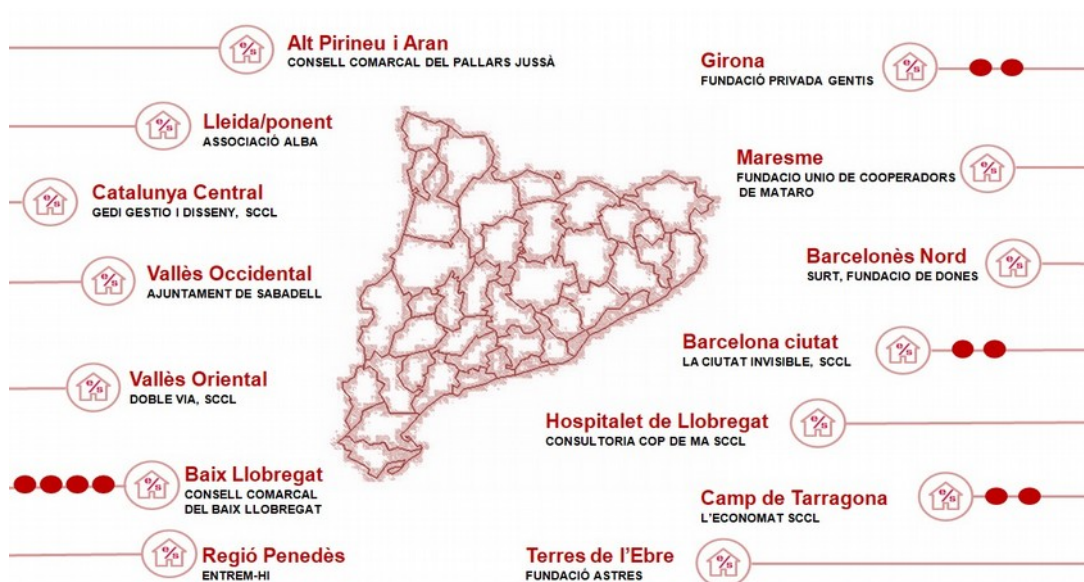 Alt Pirineu i Aran
CONSELL COMARCAL DEL PALLARS JUSSÀ
Lleida/ponent
ASSOCIACIÓ ALBA
Catalunya Central
GEDI GESTIO I DISSENY, SCCL
Vallès Occidental
AJUNTAMENT DE SABADELL
Vallès Oriental
DOBLE VIA, SCCL
Baix Llobregat
CONSELL COMARCAL
DEL BAIX LLOBREGAT
Regió Penedès
ENTREM-HI
Girona
FUNDACIÓ PRIVADA GENTIS
Maresme
FUNDACIO UNIO DE COOPERADORS
DE MATARO
Barcelonès Nord
SURT, FUNDACIO DE DONES
Barcelona ciutat
LA CIUTAT INVISIBLE, SCCL
Hospitalet de Llobregat
CONSULTORIA COP DE MA SCCL
Camp de Tarragona
L'ECONOMAT SCCL
Terres de l'Ebre
FUNDACIÓ ASTRES
e/s
e/s
e/s
e/s
e/s
e/s
e/s
e/s
e/s
e/s
e/s
e/s
e/s
e/s